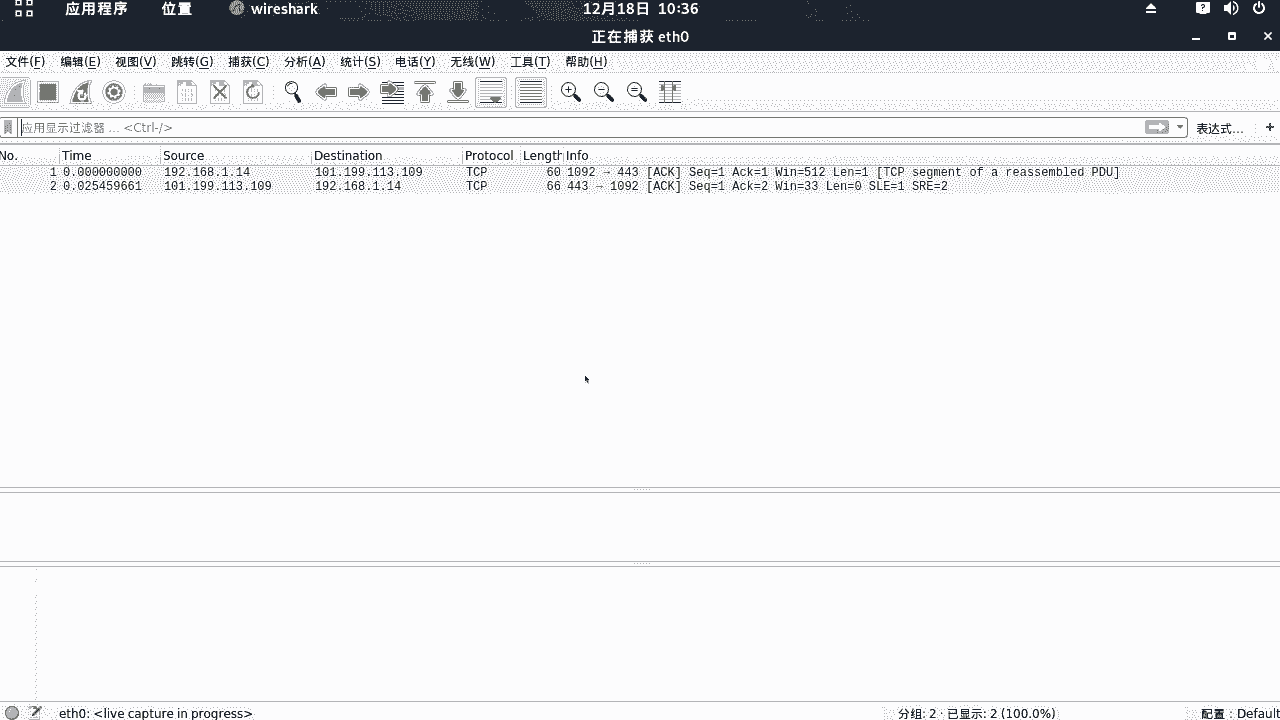 应用程序 位置 wireshark 12月18日 10:36
正在捕获 eth0
文件(F) 编辑(E) 视图(V) 跳转(G) 捕获(C) 分析(A) 统计(S) 电话(Y) 无线(W) 工具(T) 帮助(H)
应用显示过滤器 … <Ctrl-/> 表达式… +
No. Time Source Destination Protocol Length Info
1 0.000000000 192.168.1.14 101.199.113.109 TCP 60 1092 → 443 [ACK] Seq=1 Ack=1 Win=512 Len=1 [TCP segment of a reassembled PDU]
2 0.025459661 101.199.113.109 192.168.1.14 TCP 66 443 → 1092 [ACK] Seq=1 Ack=2 Win=33 Len=0 SLE=1 SRE=2
eth0: <live capture in progress> 分组: 2 · 已显示: 2 (100.0%) 配置：Default